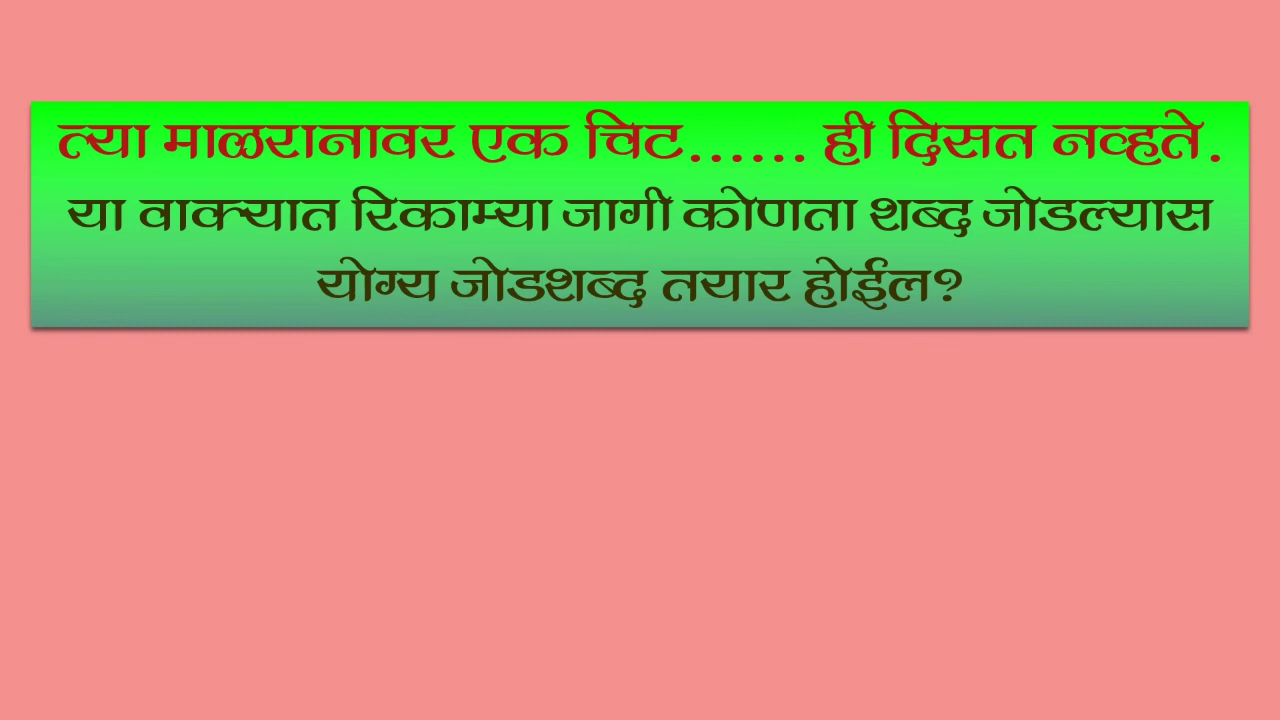 त्या माळरानावर एक चिट...... ही दिसत नव्हते.
या वाक्यात रिकाम्या जागी कोणता शब्द जोडल्यास
योग्य जोडशब्द तयार होईल?